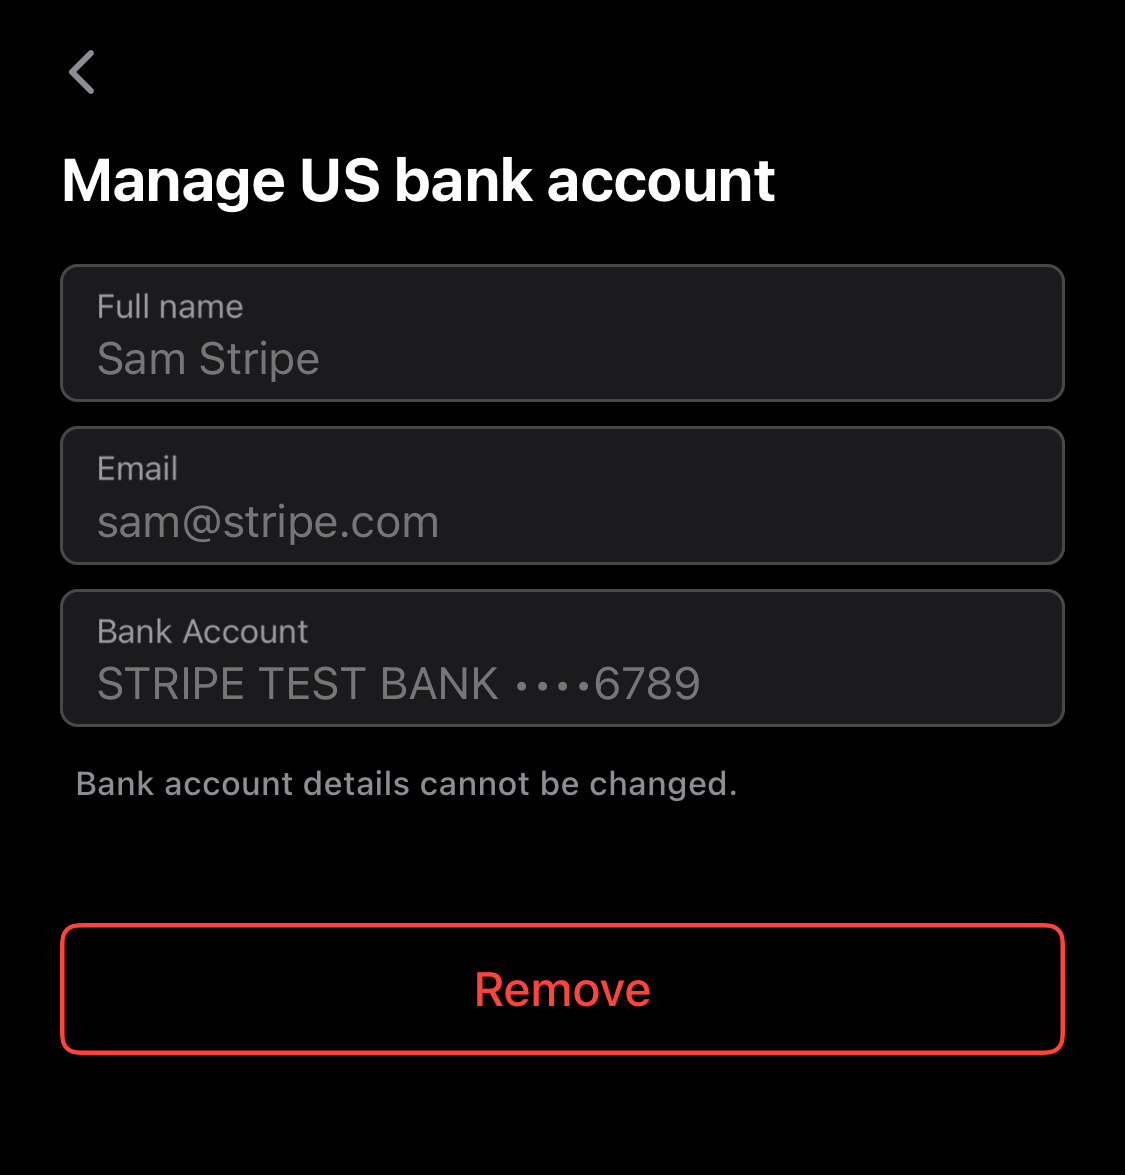 Manage US bank account
Full name
Sam Stripe
Email
sam@stripe.com
Bank Account
STRIPE TEST BANK ••••6789
Bank account details cannot be changed.
Remove